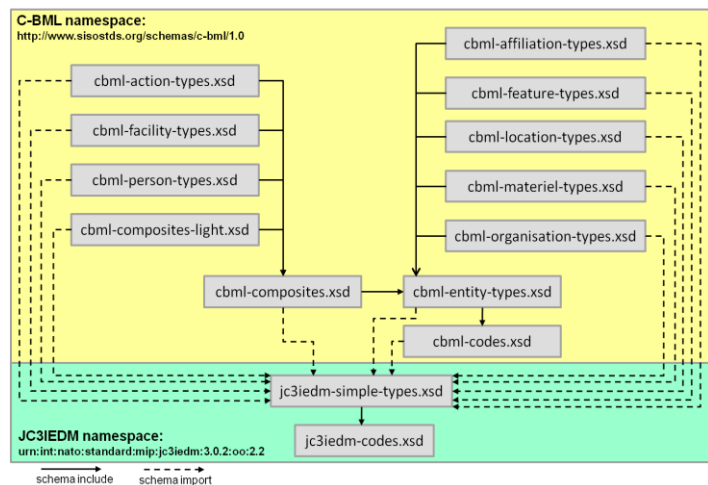 C-BML namespace:
http://www.sisostds.org/schemas/c-bml/1.0
cbml-affiliation-types.xsd
cbml-action-types.xsd
cbml-feature-types.xsd
cbml-facility-types.xsd
cbml-location-types.xsd
cbml-person-types.xsd
cbml-materiel-types.xsd
cbml-composites-light.xsd
cbml-organisation-types.xsd
cbml-composites.xsd
cbml-entity-types.xsd
cbml-codes.xsd
jc3iedm-simple-types.xsd
JC3IEDM namespace:
urn:int:nato:standard:mip:jc3iedm:3.0.2:oo:2.2
jc3iedm-codes.xsd
schema include
schema import